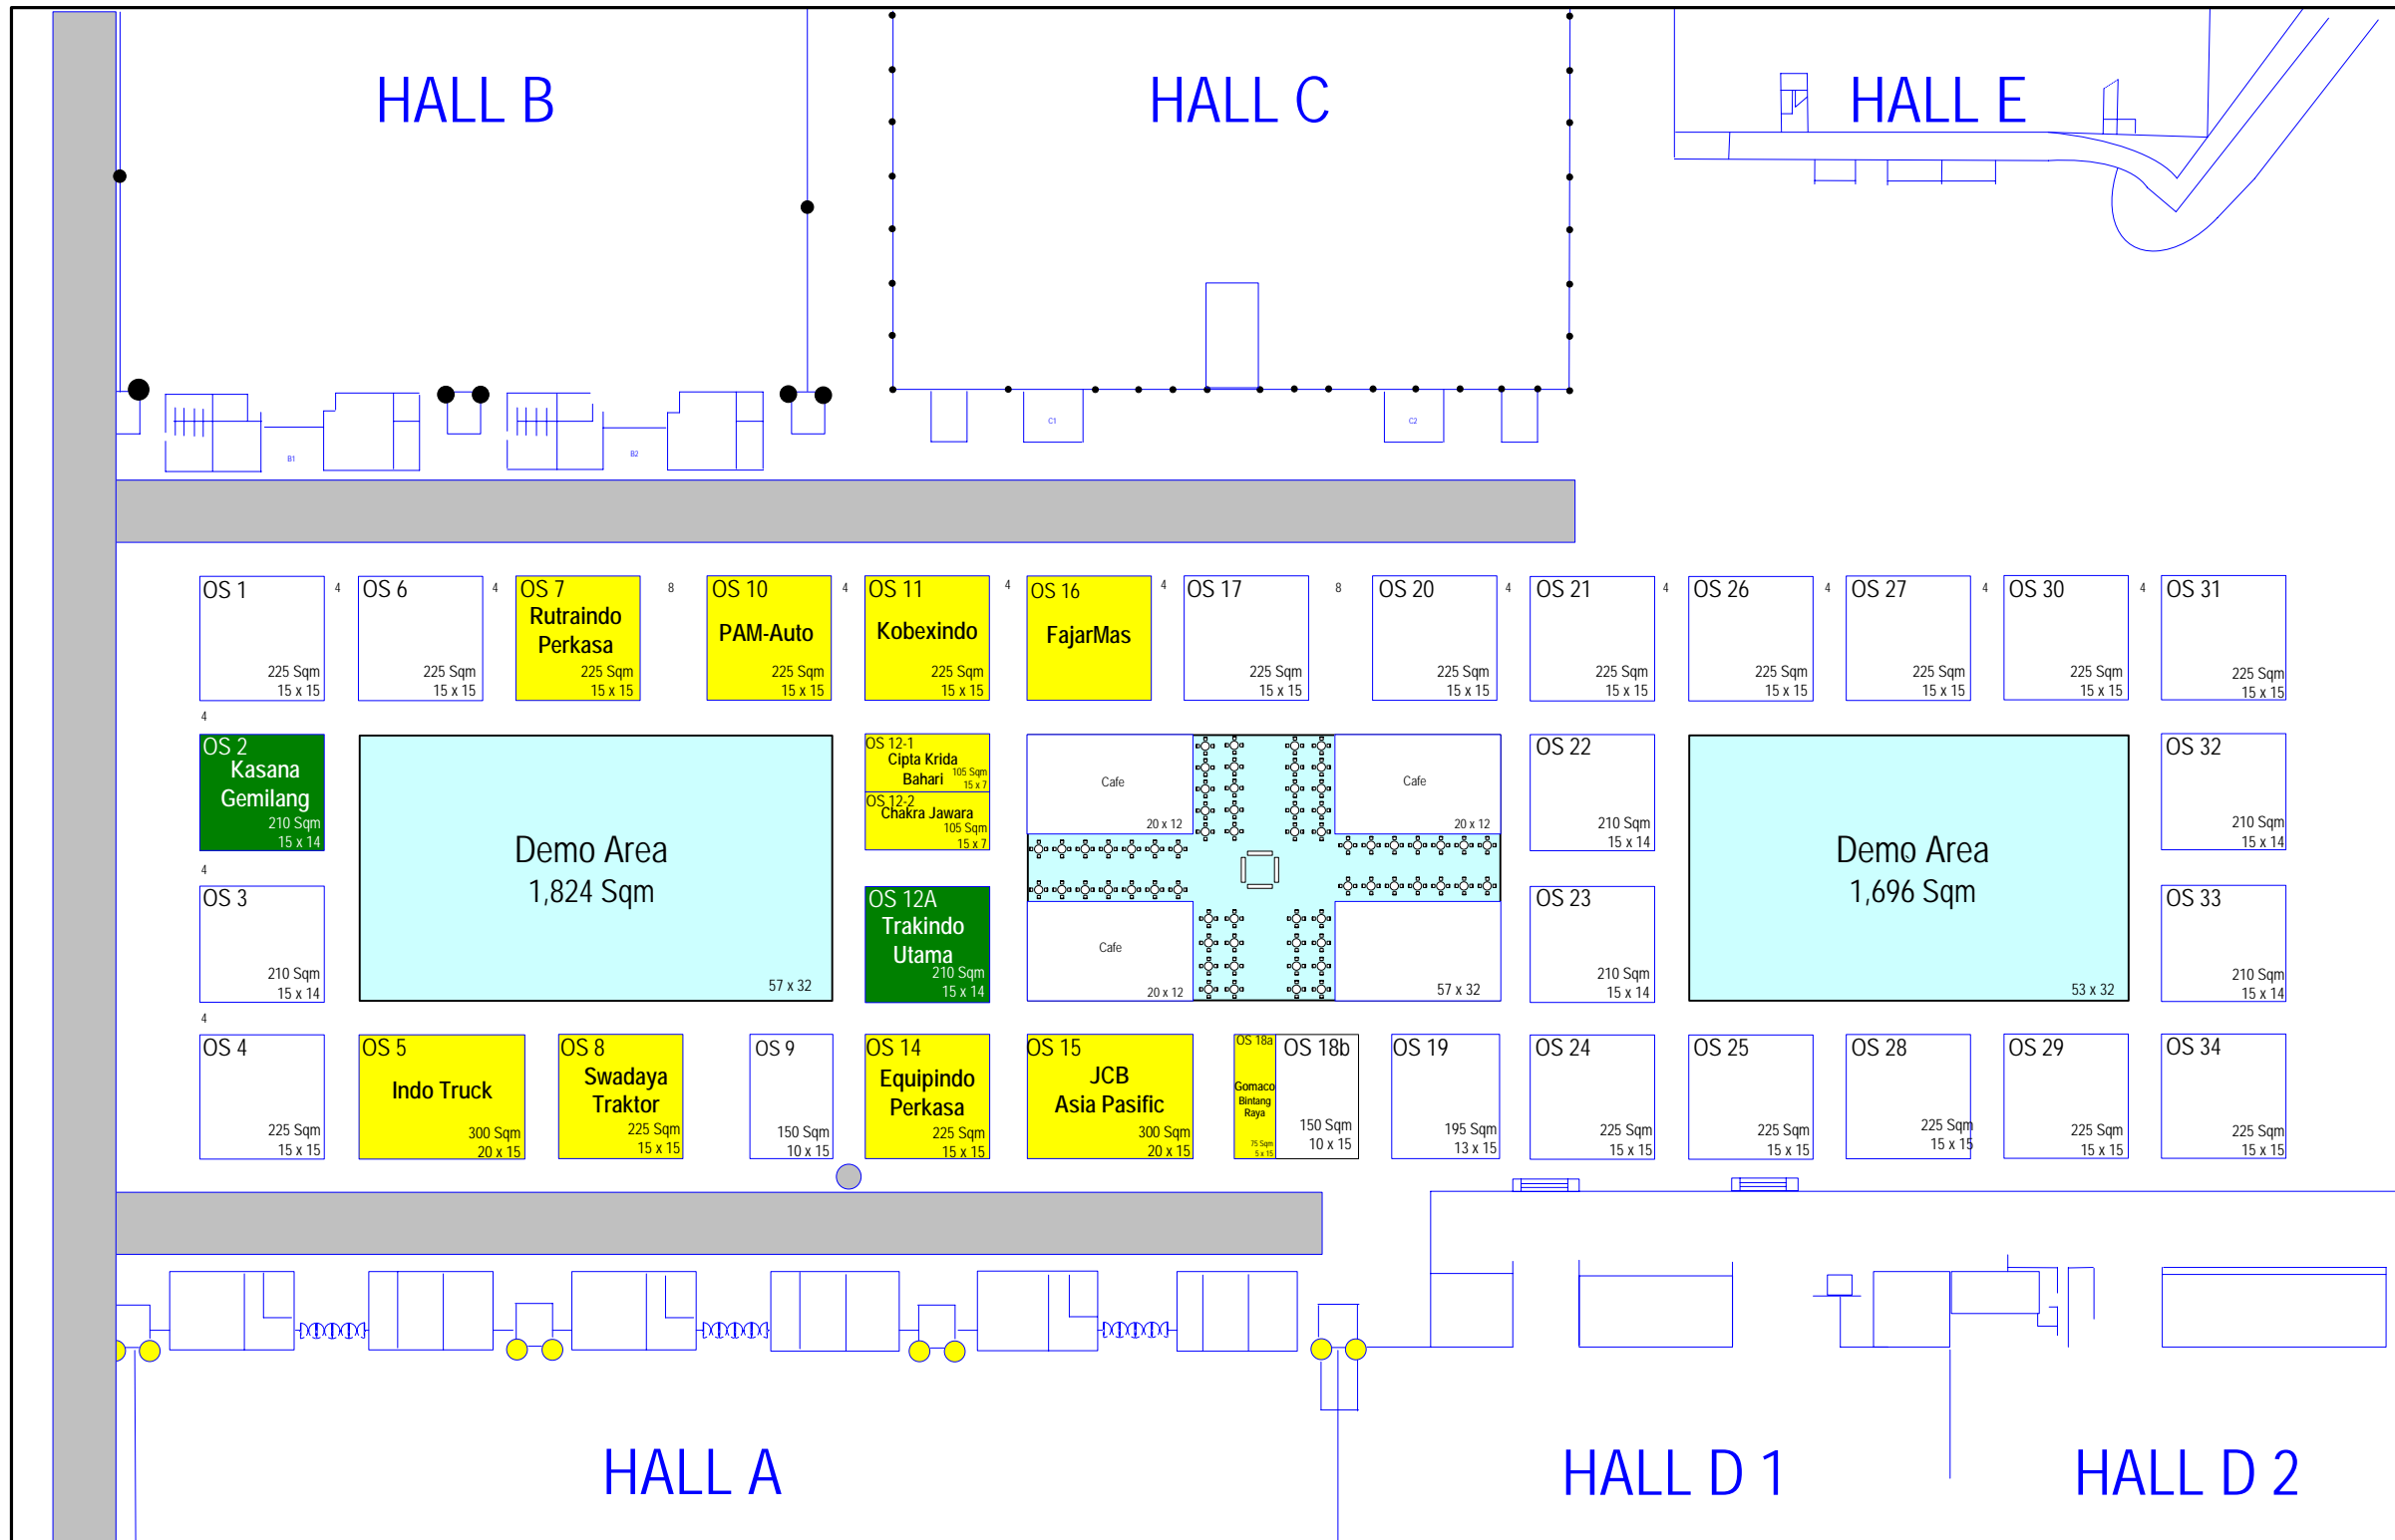 HALL B
HALL C
HALL E
B1
B2
C1
C2
OS 1
225 Sqm
15 x 15
4
OS 6
225 Sqm
15 x 15
4
OS 7
Rutraindo
Perkasa
225 Sqm
15 x 15
8
OS 10
PAM-Auto
225 Sqm
15 x 15
4
OS 11
Kobexindo
225 Sqm
15 x 15
4
OS 16
FajarMas
4
OS 17
225 Sqm
15 x 15
8
OS 20
225 Sqm
15 x 15
4
OS 21
225 Sqm
15 x 15
4
OS 26
225 Sqm
15 x 15
4
OS 27
225 Sqm
15 x 15
4
OS 30
225 Sqm
15 x 15
4
OS 31
225 Sqm
15 x 15
4
OS 2
Kasana
Gemilang
210 Sqm
15 x 14
Demo Area
1,824 Sqm
57 x 32
OS 12-1
Cipta Krida
Bahari
105 Sqm
15 x 7
OS 12-2
Chakra Jawara
105 Sqm
15 x 7
Cafe
20 x 12
Cafe
20 x 12
OS 22
210 Sqm
15 x 14
Demo Area
1,696 Sqm
53 x 32
OS 32
210 Sqm
15 x 14
4
OS 3
210 Sqm
15 x 14
OS 12A
Trakindo
Utama
210 Sqm
15 x 14
Cafe
20 x 12
57 x 32
OS 23
210 Sqm
15 x 14
OS 33
210 Sqm
15 x 14
4
OS 4
225 Sqm
15 x 15
OS 5
Indo Truck
300 Sqm
20 x 15
OS 8
Swadaya
Traktor
225 Sqm
15 x 15
OS 9
150 Sqm
10 x 15
OS 14
Equipindo
Perkasa
225 Sqm
15 x 15
OS 15
JCB
Asia Pasific
300 Sqm
20 x 15
OS 18a
Gomaco
Bintang
Raya
75 Sqm
5 x 15
OS 18b
150 Sqm
10 x 15
OS 19
195 Sqm
13 x 15
OS 24
225 Sqm
15 x 15
OS 25
225 Sqm
15 x 15
OS 28
225 Sqm
15 x 15
OS 29
225 Sqm
15 x 15
OS 34
225 Sqm
15 x 15
HALL A
HALL D 1
HALL D 2